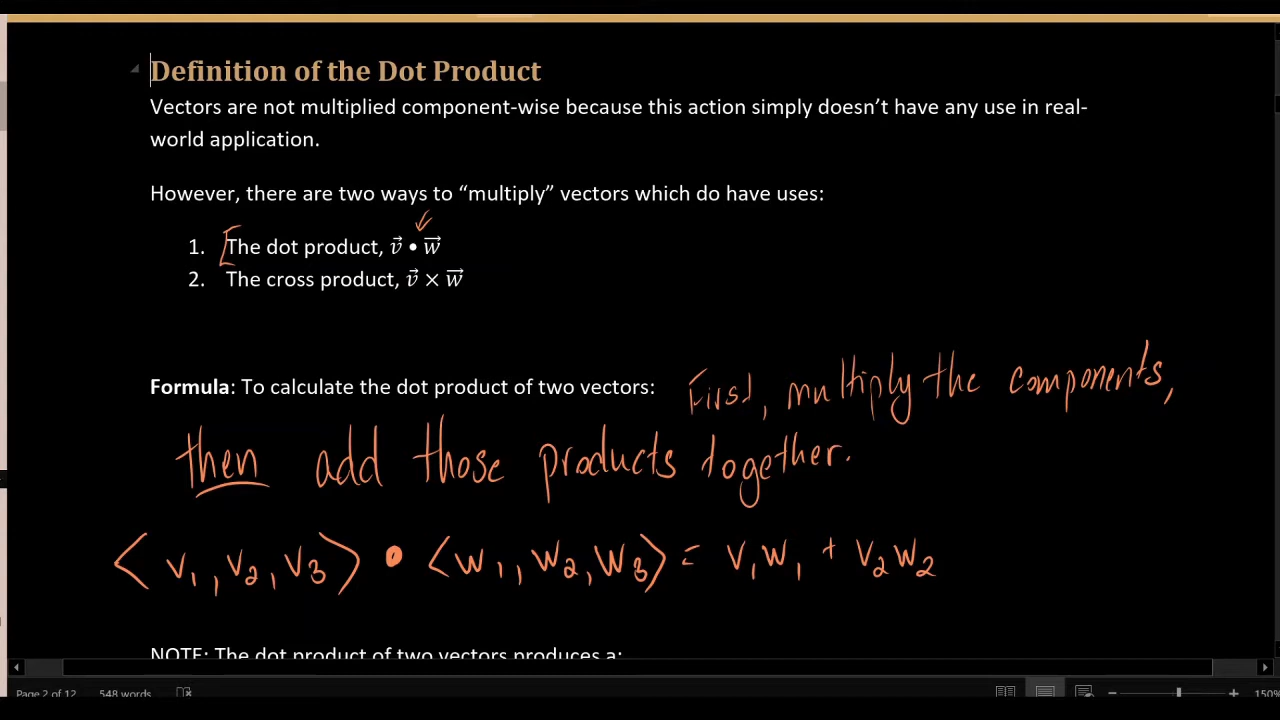 Definition of the Dot Product
Vectors are not multiplied component-wise because this action simply doesn't have any use in real-
world application.
However, there are two ways to “multiply” vectors which do have uses:
1. The dot product, v⃗ • w⃗
2. The cross product, v⃗ × w⃗
Formula: To calculate the dot product of two vectors: First, multiply the components,
then add those products together.
⟨v₁, v₂, v₃⟩ • ⟨w₁, w₂, w₃⟩ = v₁w₁ + v₂w₂
NOTE: The dot product of two vectors produces a:
Page 2 of 12 548 words 150%